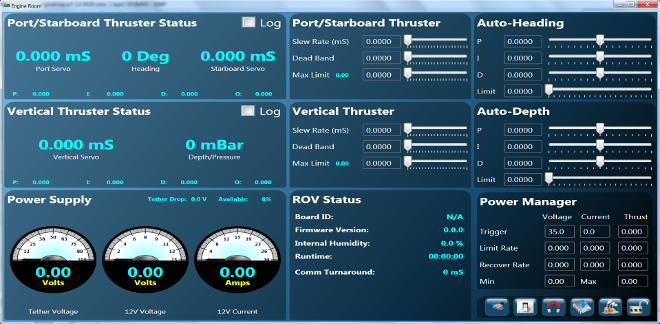 Engine Room
Port/Starboard Thruster Status Log
0.000 mS 0 Deg 0.000 mS
Port Servo Heading Starboard Servo
P: 0.000 I: 0.000 D: 0.000 O: 0.000
Port/Starboard Thruster
Slew Rate (mS) 0.0000
Dead Band 0.0000
Max Limit 0.00 0.0000
Auto-Heading
P 0.0000
I 0.0000
D 0.0000
Limit 0.0000
Vertical Thruster Status Log
0.000 mS 0 mBar
Vertical Servo Depth/Pressure
P: 0.000 I: 0.000 D: 0.000 O: 0.000
Vertical Thruster
Slew Rate (mS) 0.0000
Dead Band 0.0000
Max Limit 0.00 0.0000
Auto-Depth
P 0.0000
I 0.0000
D 0.0000
Limit 0.0000
Power Supply Tether Drop: 0.0 V Available: 0%
0.00 0.00 0.00
Volts Volts Amps
Tether Voltage 12V Voltage 12V Current
ROV Status
Board ID: N/A
Firmware Version: 0.0.0
Internal Humidity: 0.0 %
Runtime: 00:00:00
Comm Turnaround: 0 mS
Power Manager
Voltage Current Thrust
Trigger 35.0 0.0 0.000
Limit Rate 0.000 0.000 0.000
Recover Rate 0.000 0.000 0.000
Min 0.00 Max 0.00